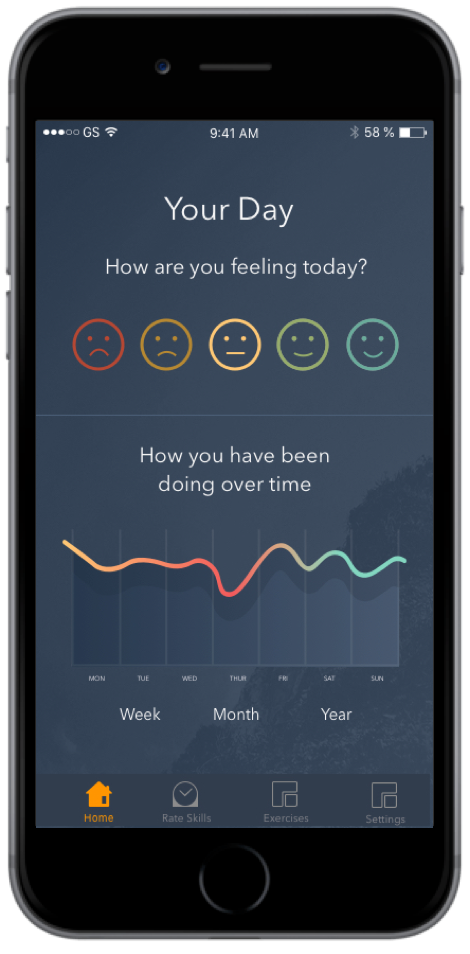 GS 9:41 AM 58 %
Your Day
How are you feeling today?
How you have been
doing over time
MON TUE WED THUR FRI SAT SUN
Week Month Year
Home Rate Skills Exercises Settings